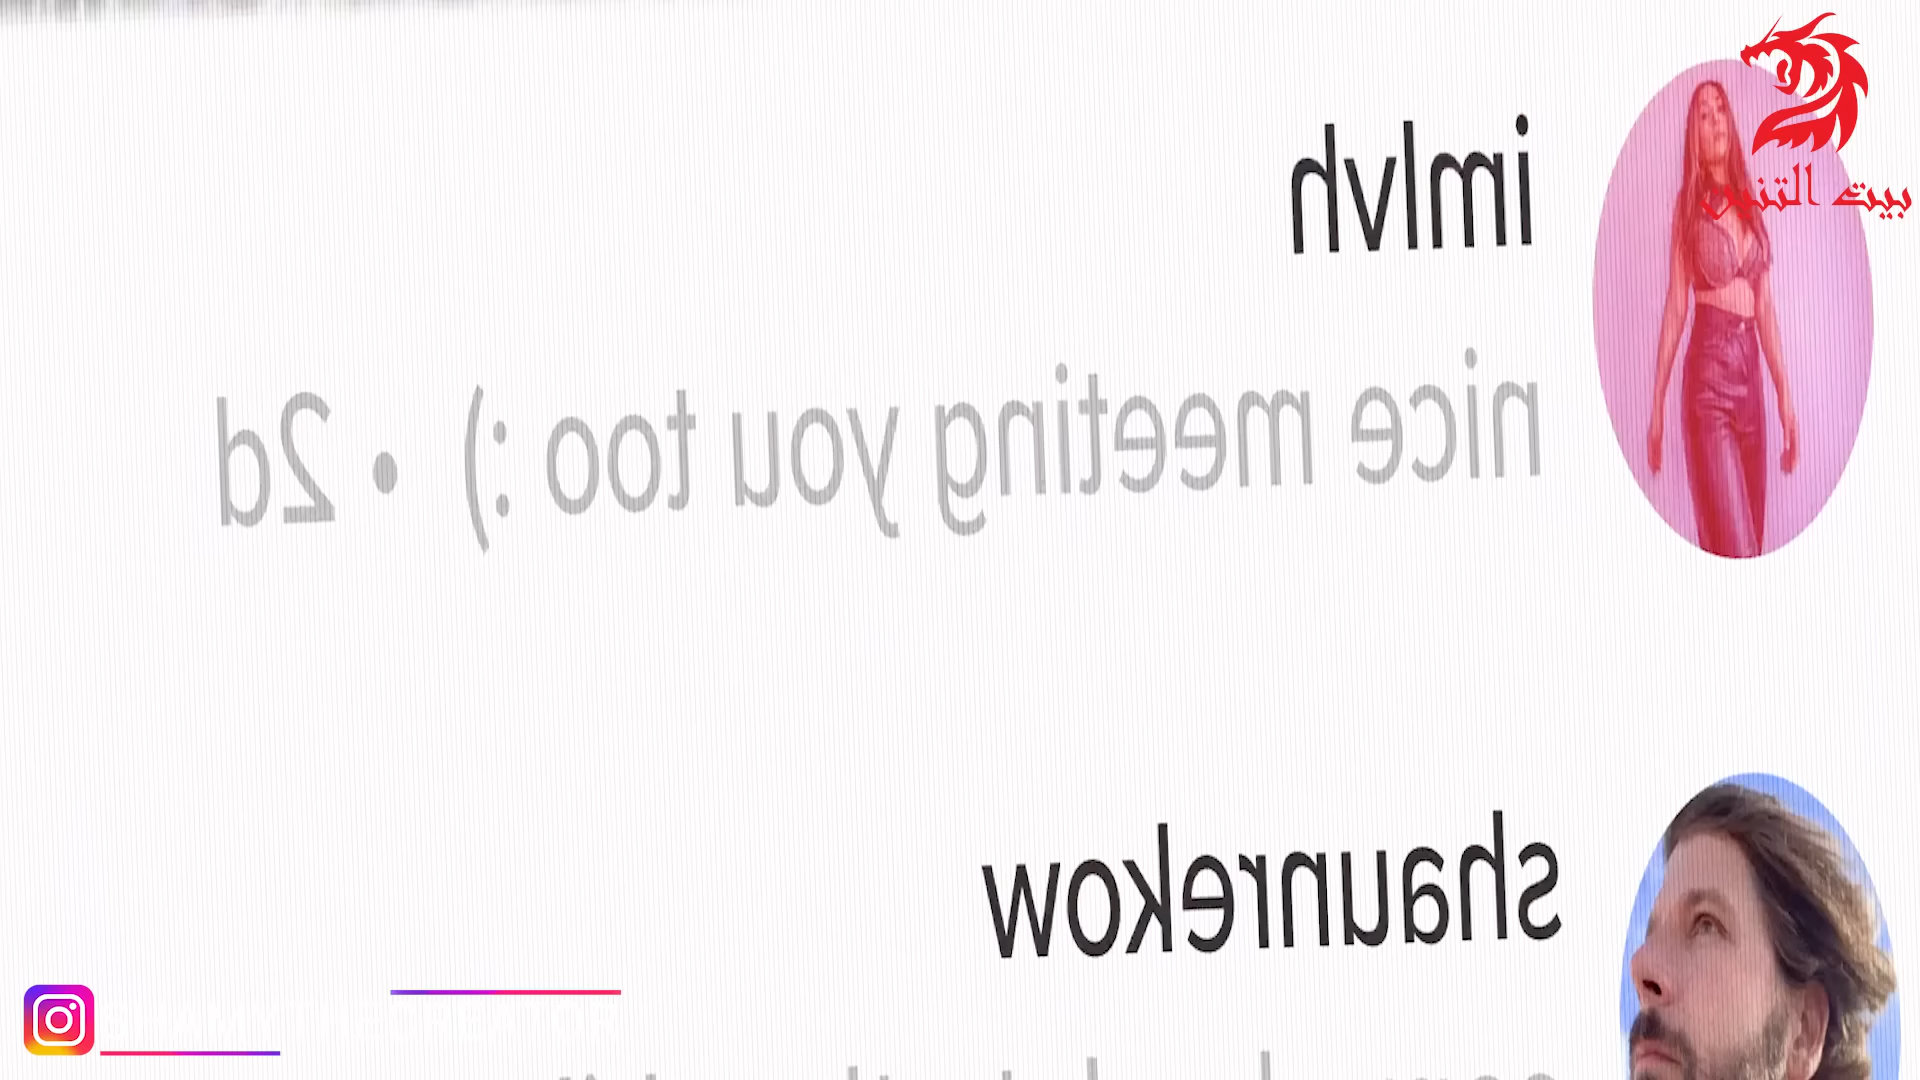 بيت التنين
imlvh
nice meeting you too :) • 2d
shaunrekow